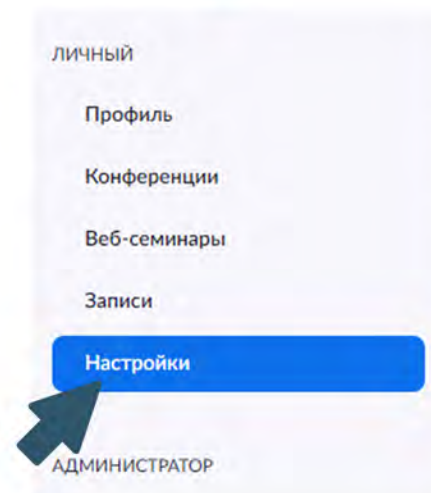 ЛИЧНЫЙ
Профиль
Конференции
Веб-семинары
Записи
Настройки
АДМИНИСТРАТОР